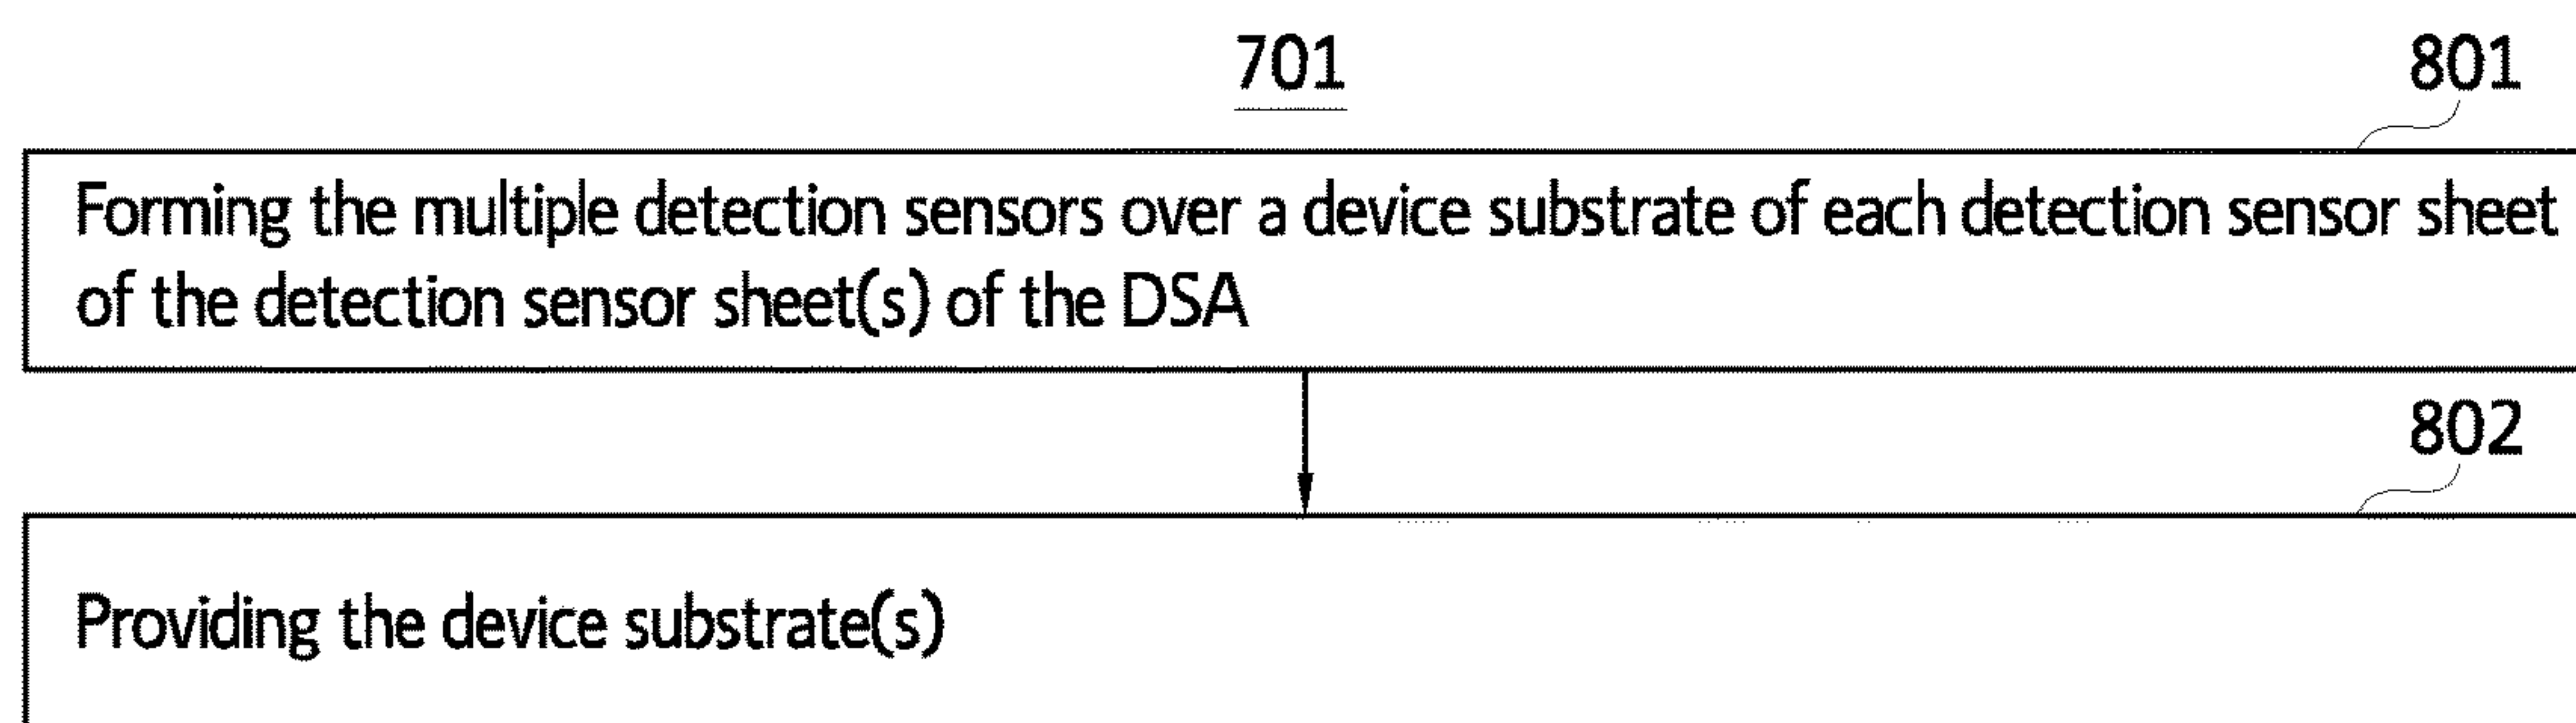 701
801
Forming the multiple detection sensors over a device substrate of each detection sensor sheet
of the detection sensor sheet(s) of the DSA
802
Providing the device substrate(s)